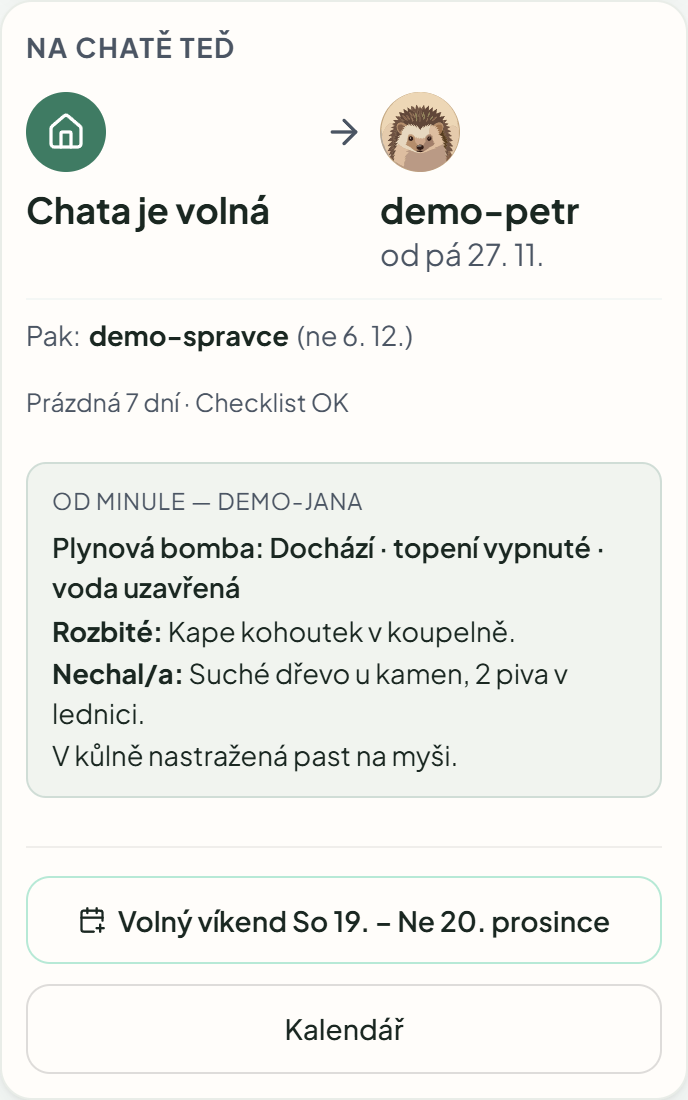 NA CHATĚ TEĎ
Chata je volná
demo-petr
od pá 27. 11.
Pak: demo-spravce (ne 6. 12.)
Prázdná 7 dní · Checklist OK
OD MINULE — DEMO-JANA
Plynová bomba: Dochází · topení vypnuté ·
voda uzavřená
Rozbité: Kape kohoutek v koupelně.
Nechal/a: Suché dřevo u kamen, 2 piva v
lednici.
V kůlně nastražená past na myši.
Volný víkend So 19. – Ne 20. prosince
Kalendář